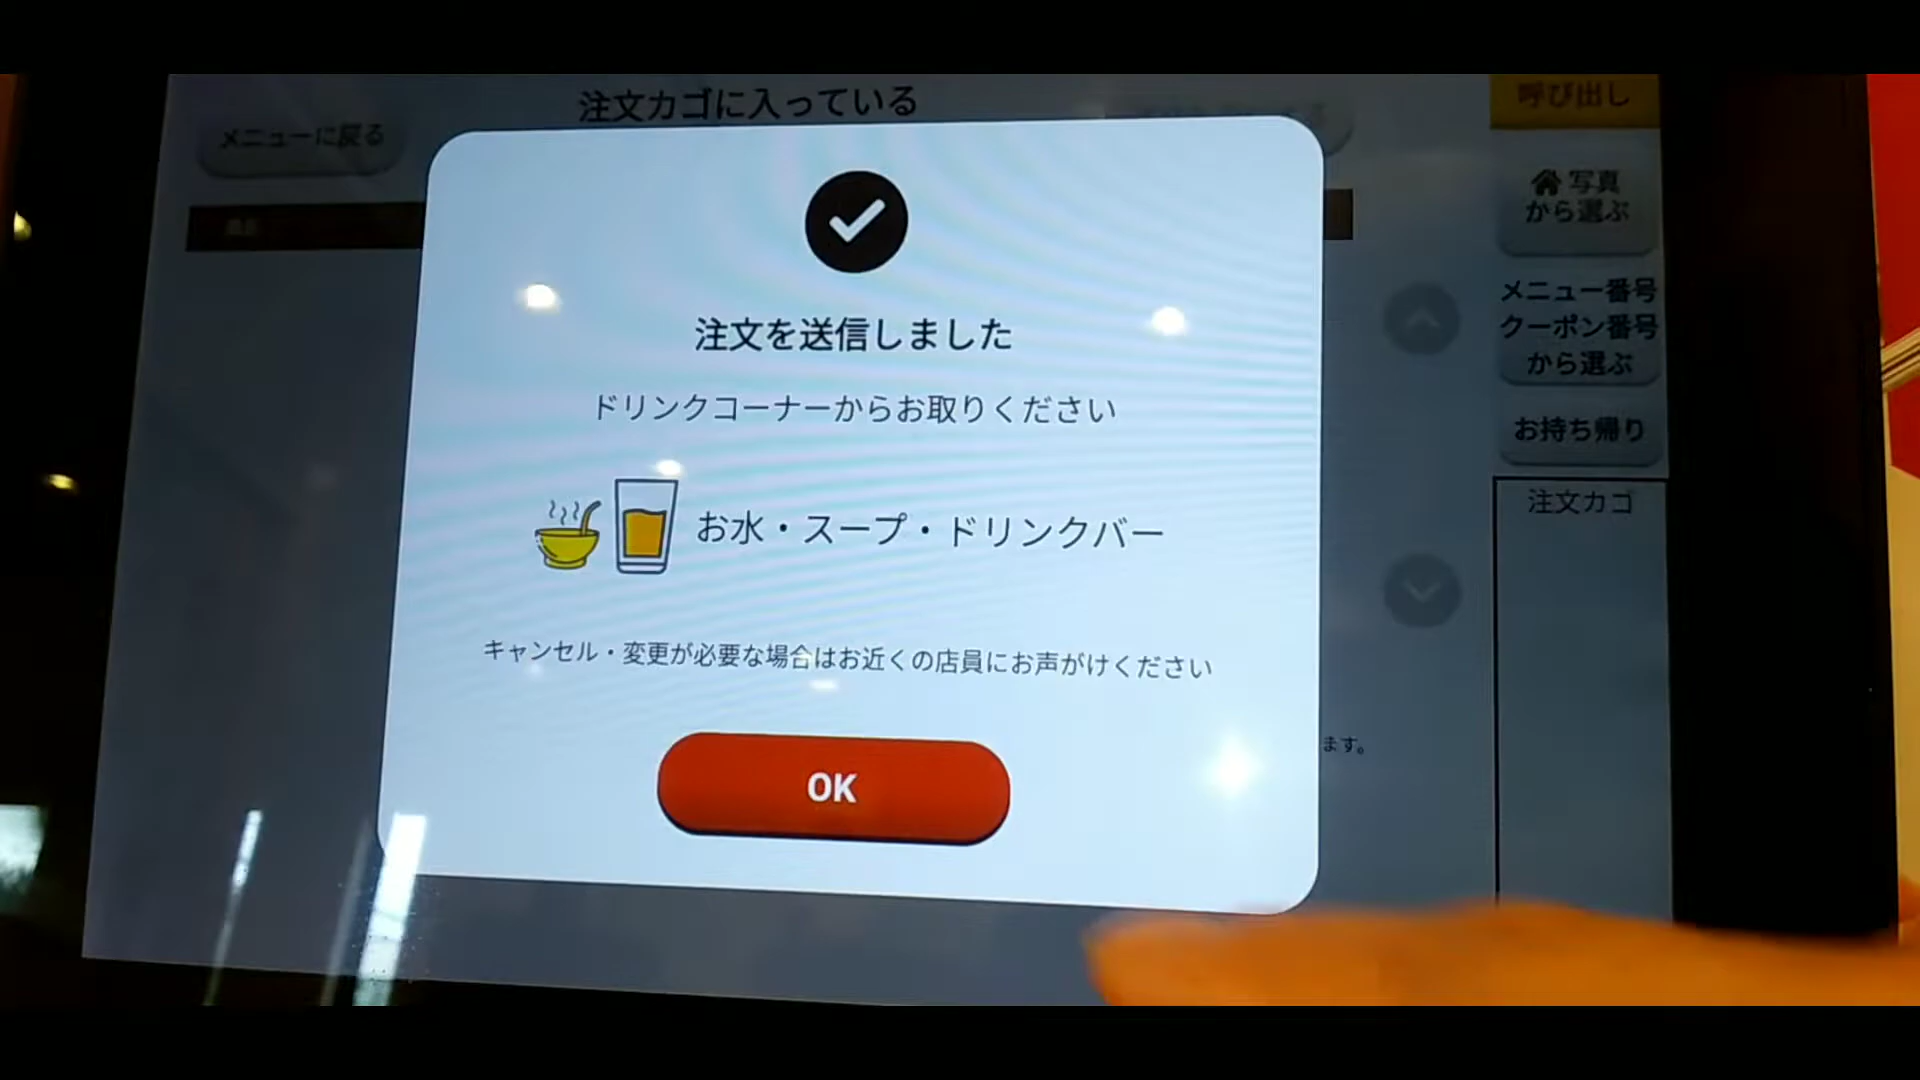 注文カゴに入っている
メニューに戻る
呼び出し
写真
から選ぶ
メニュー番号
クーポン番号
から選ぶ
お持ち帰り
注文カゴ
注文を送信しました
ドリンクコーナーからお取りください
お水・スープ・ドリンクバー
キャンセル・変更が必要な場合はお近くの店員にお声がけください
ます。
OK